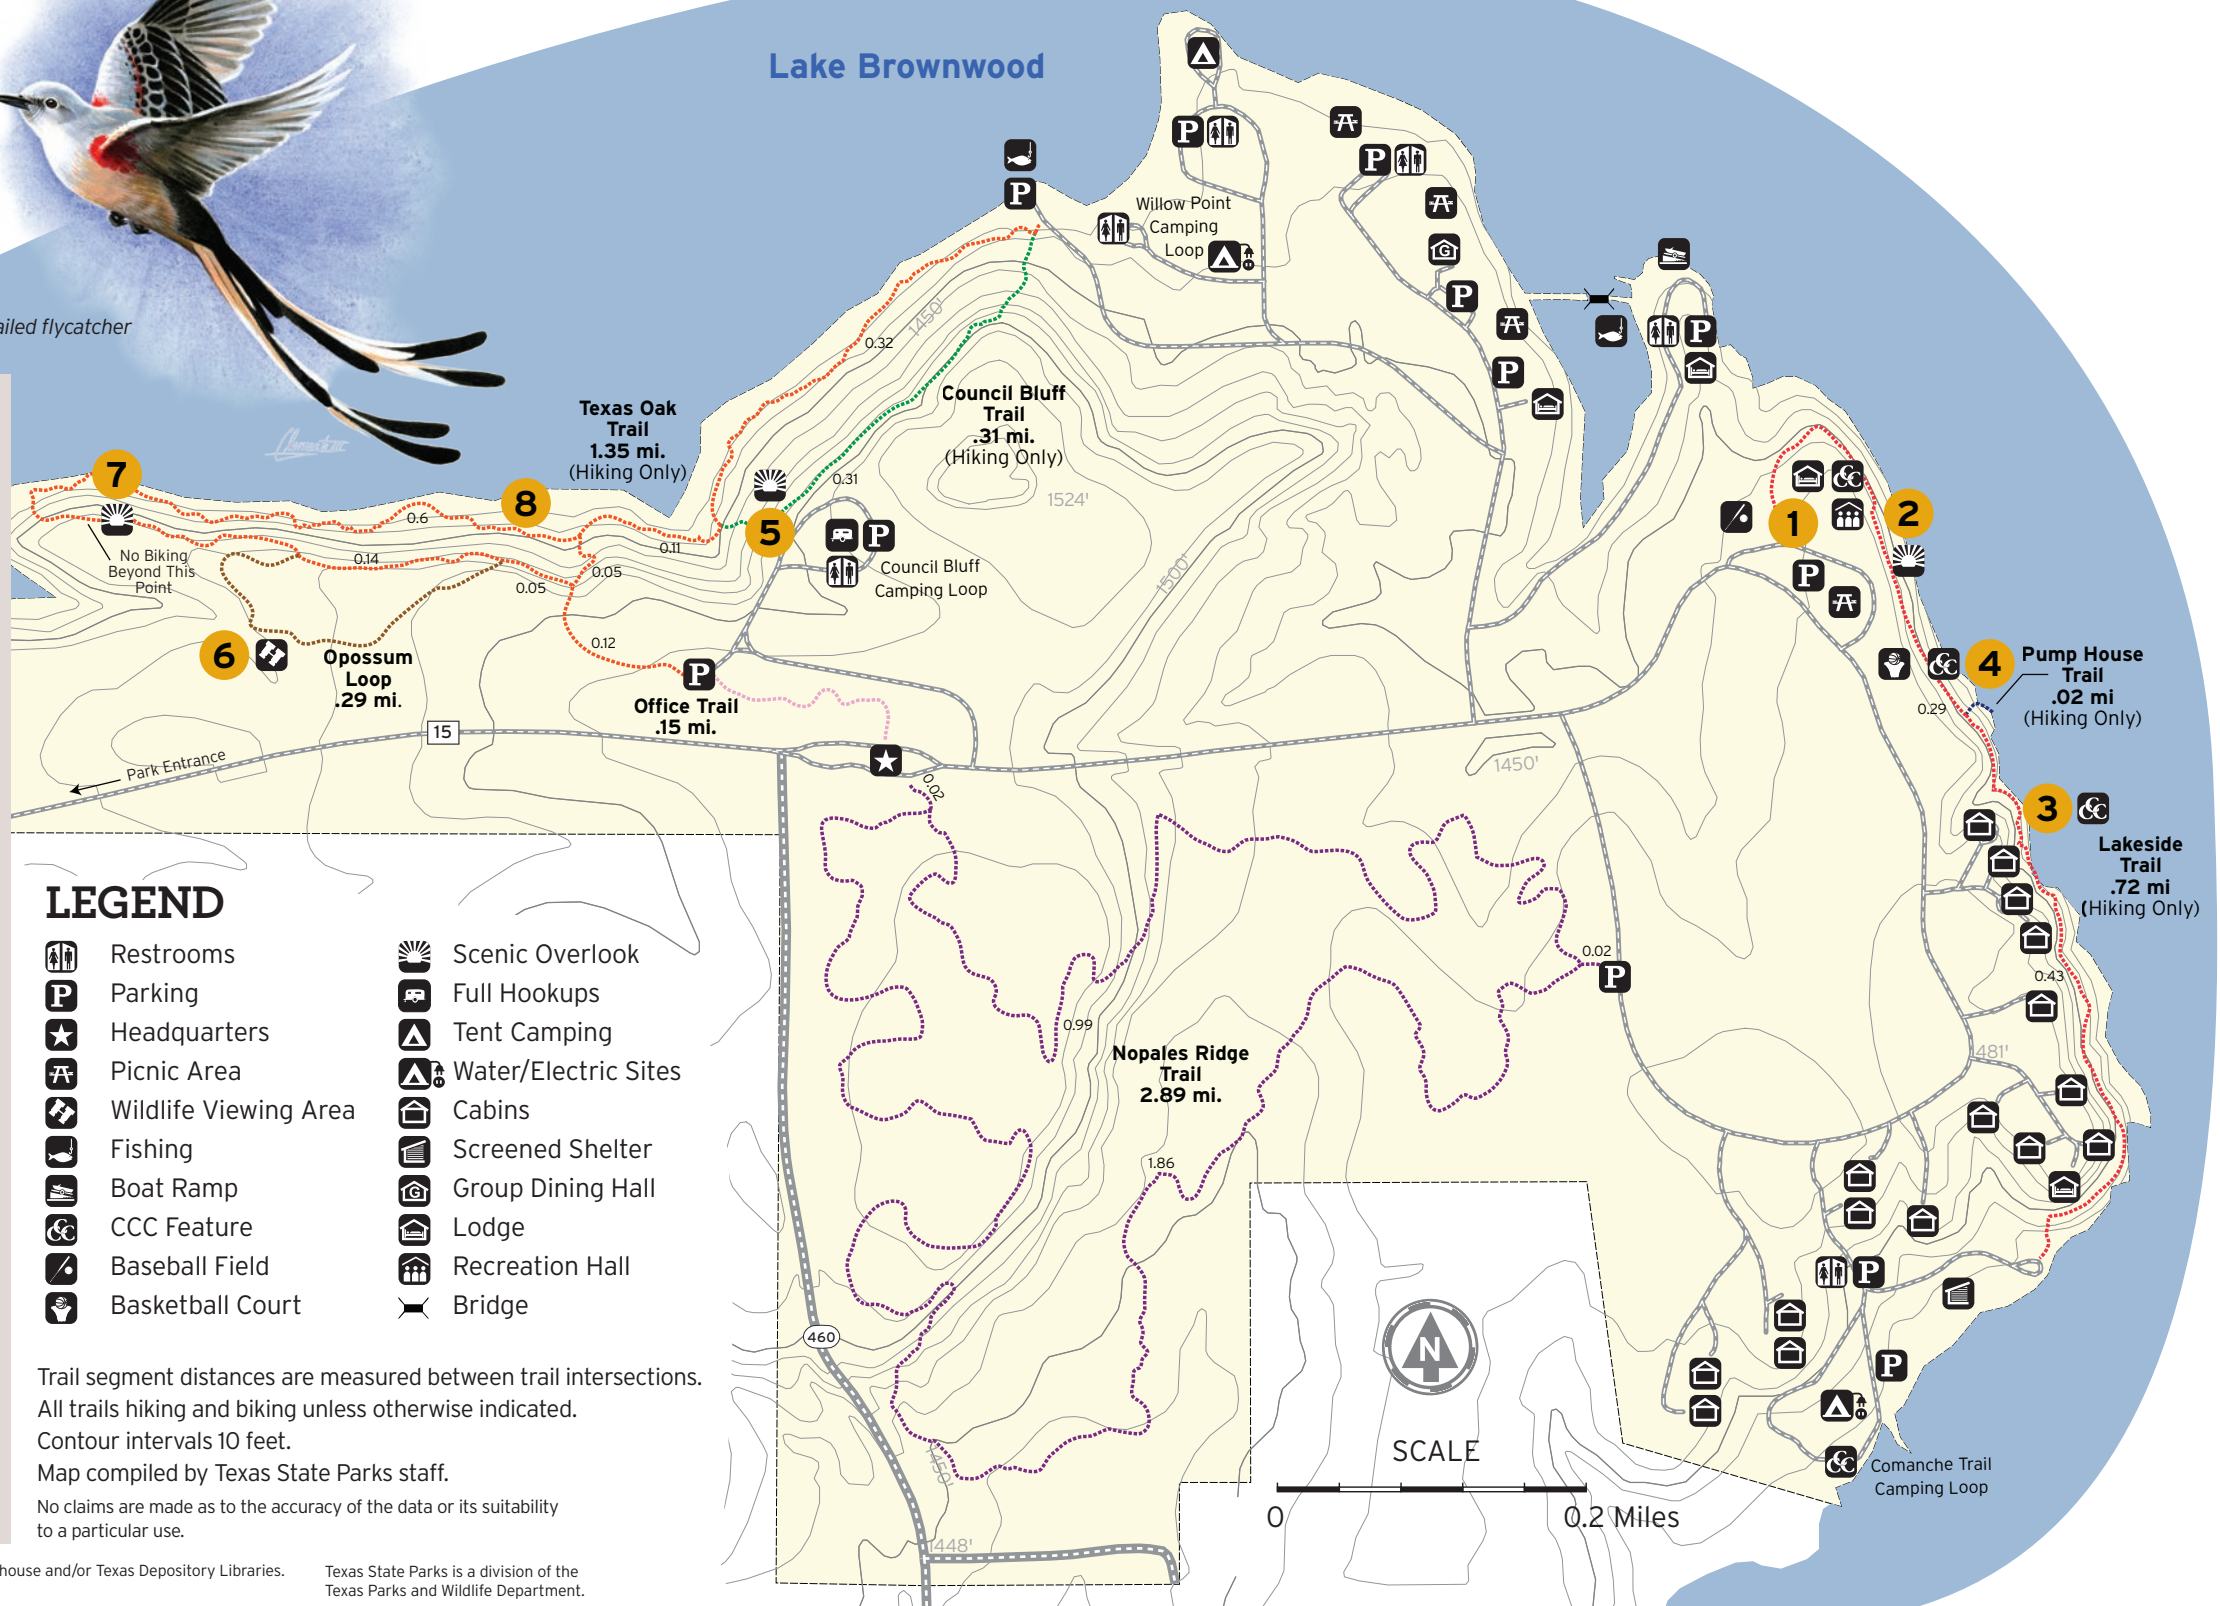 Lake Brownwood
ailed flycatcher
Willow Point
Camping
Loop
1450'
0.32
Council Bluff
Trail
.31 mi.
(Hiking Only)
Texas Oak
Trail
1.35 mi.
(Hiking Only)
0.31
1524'
1500'
7
8
5
0.6
0.14
0.11
0.05
0.05
0.12
No Biking
Beyond This
Point
Council Bluff
Camping Loop
6
Opossum
Loop
.29 mi.
Office Trail
.15 mi.
15
Park Entrance
0.02
1
2
4
Pump House
Trail
.02 mi
(Hiking Only)
0.29
1450'
3
Lakeside
Trail
.72 mi
(Hiking Only)
0.02
0.43
0.99
Nopales Ridge
Trail
2.89 mi.
1.86
481'
460
1450'
1448'
N
SCALE
0
0.2 Miles
Comanche Trail
Camping Loop
LEGEND
Restrooms
Parking
Headquarters
Picnic Area
Wildlife Viewing Area
Fishing
Boat Ramp
CCC Feature
Baseball Field
Basketball Court
Scenic Overlook
Full Hookups
Tent Camping
Water/Electric Sites
Cabins
Screened Shelter
Group Dining Hall
Lodge
Recreation Hall
Bridge
Trail segment distances are measured between trail intersections.
All trails hiking and biking unless otherwise indicated.
Contour intervals 10 feet.
Map compiled by Texas State Parks staff.
No claims are made as to the accuracy of the data or its suitability
to a particular use.
house and/or Texas Depository Libraries.
Texas State Parks is a division of the
Texas Parks and Wildlife Department.